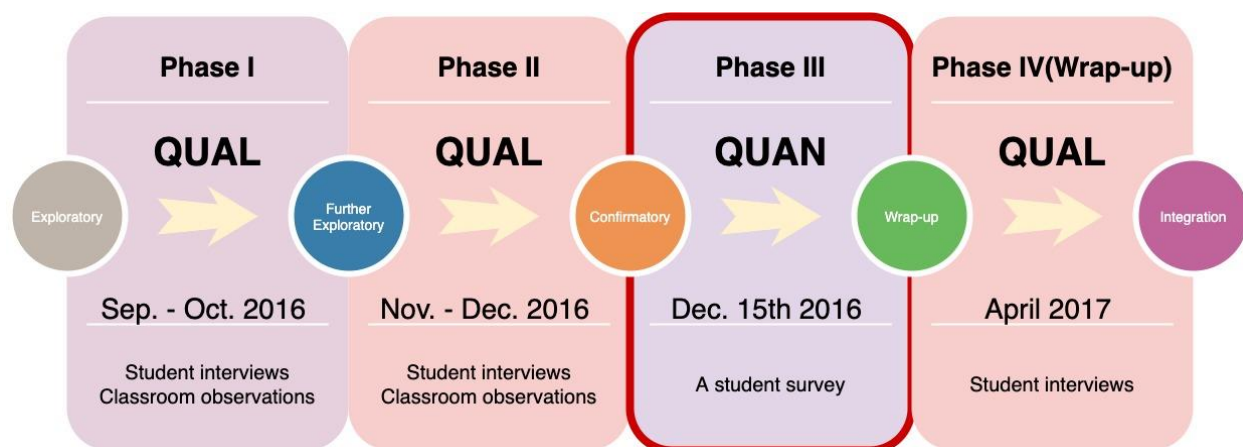 Phase I
Phase II
Phase III
Phase IV(Wrap-up)
QUAL
QUAL
QUAN
QUAL
Exploratory
Further
Exploratory
Confirmatory
Wrap-up
Integration
Sep. - Oct. 2016
Nov. - Dec. 2016
Dec. 15th 2016
April 2017
Student interviews
Classroom observations
Student interviews
Classroom observations
A student survey
Student interviews